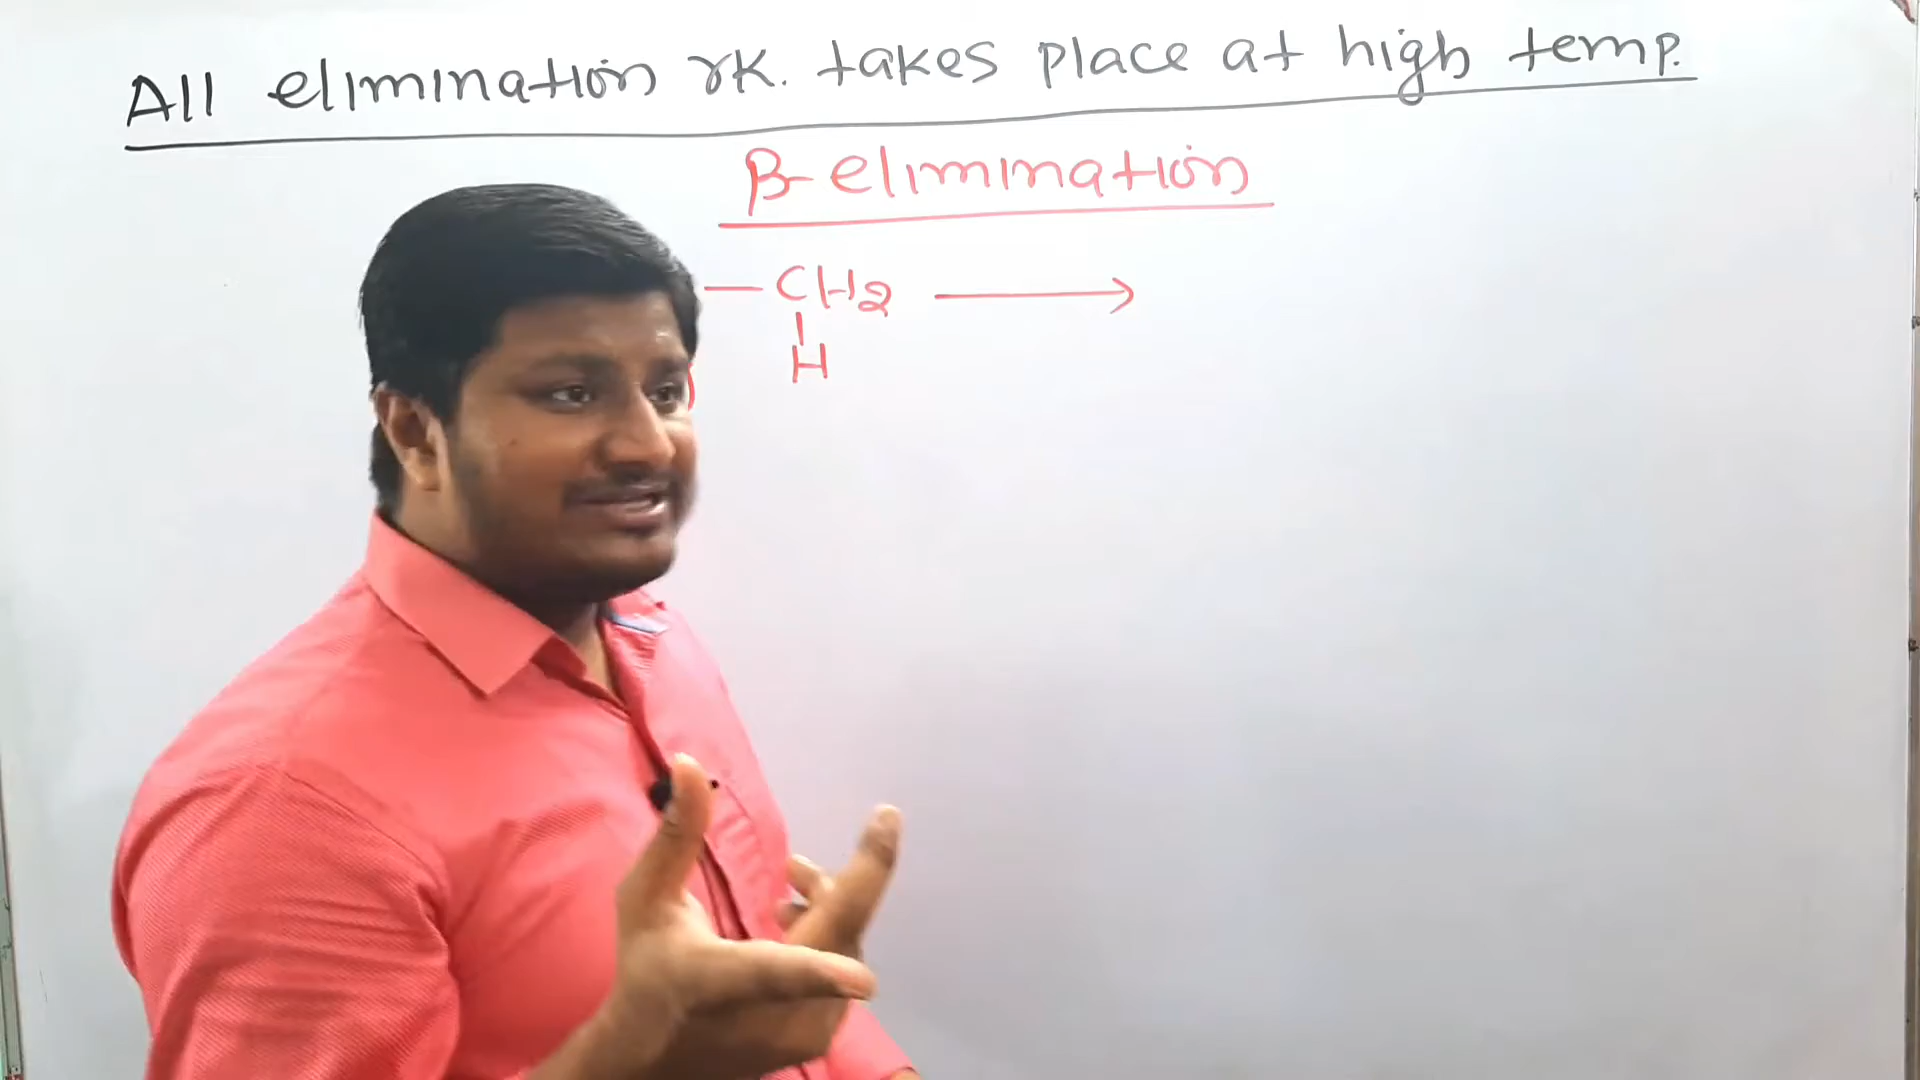 All elimination rk. takes place at high temp.
β-elimination
— CH2 ⟶
|
H